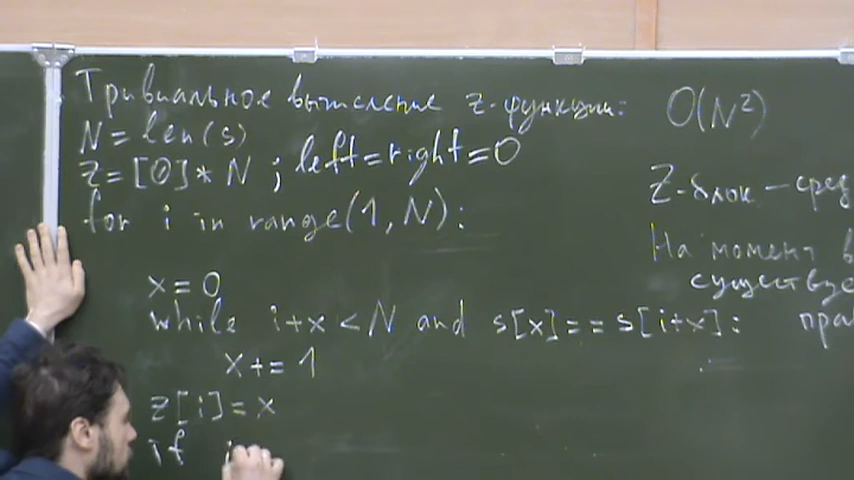 Тривиальное вычисление z-функции: O(N²)
N = len(s)
z = [0] * N ; left = right = 0
for i in range(1, N):
x = 0
while i+x < N and s[x] == s[i+x]:
x += 1
z[i] = x
if i
Z-блок – сред
На момент в
существуе
пра